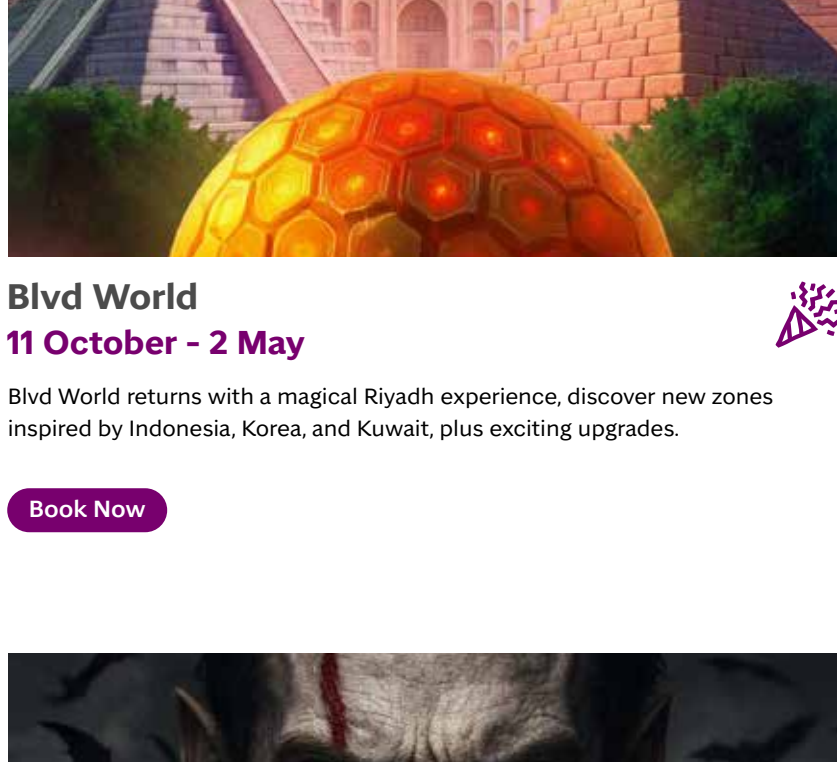 Blvd World
11 October - 2 May
Blvd World returns with a magical Riyadh experience, discover new zones
inspired by Indonesia, Korea, and Kuwait, plus exciting upgrades.
Book Now